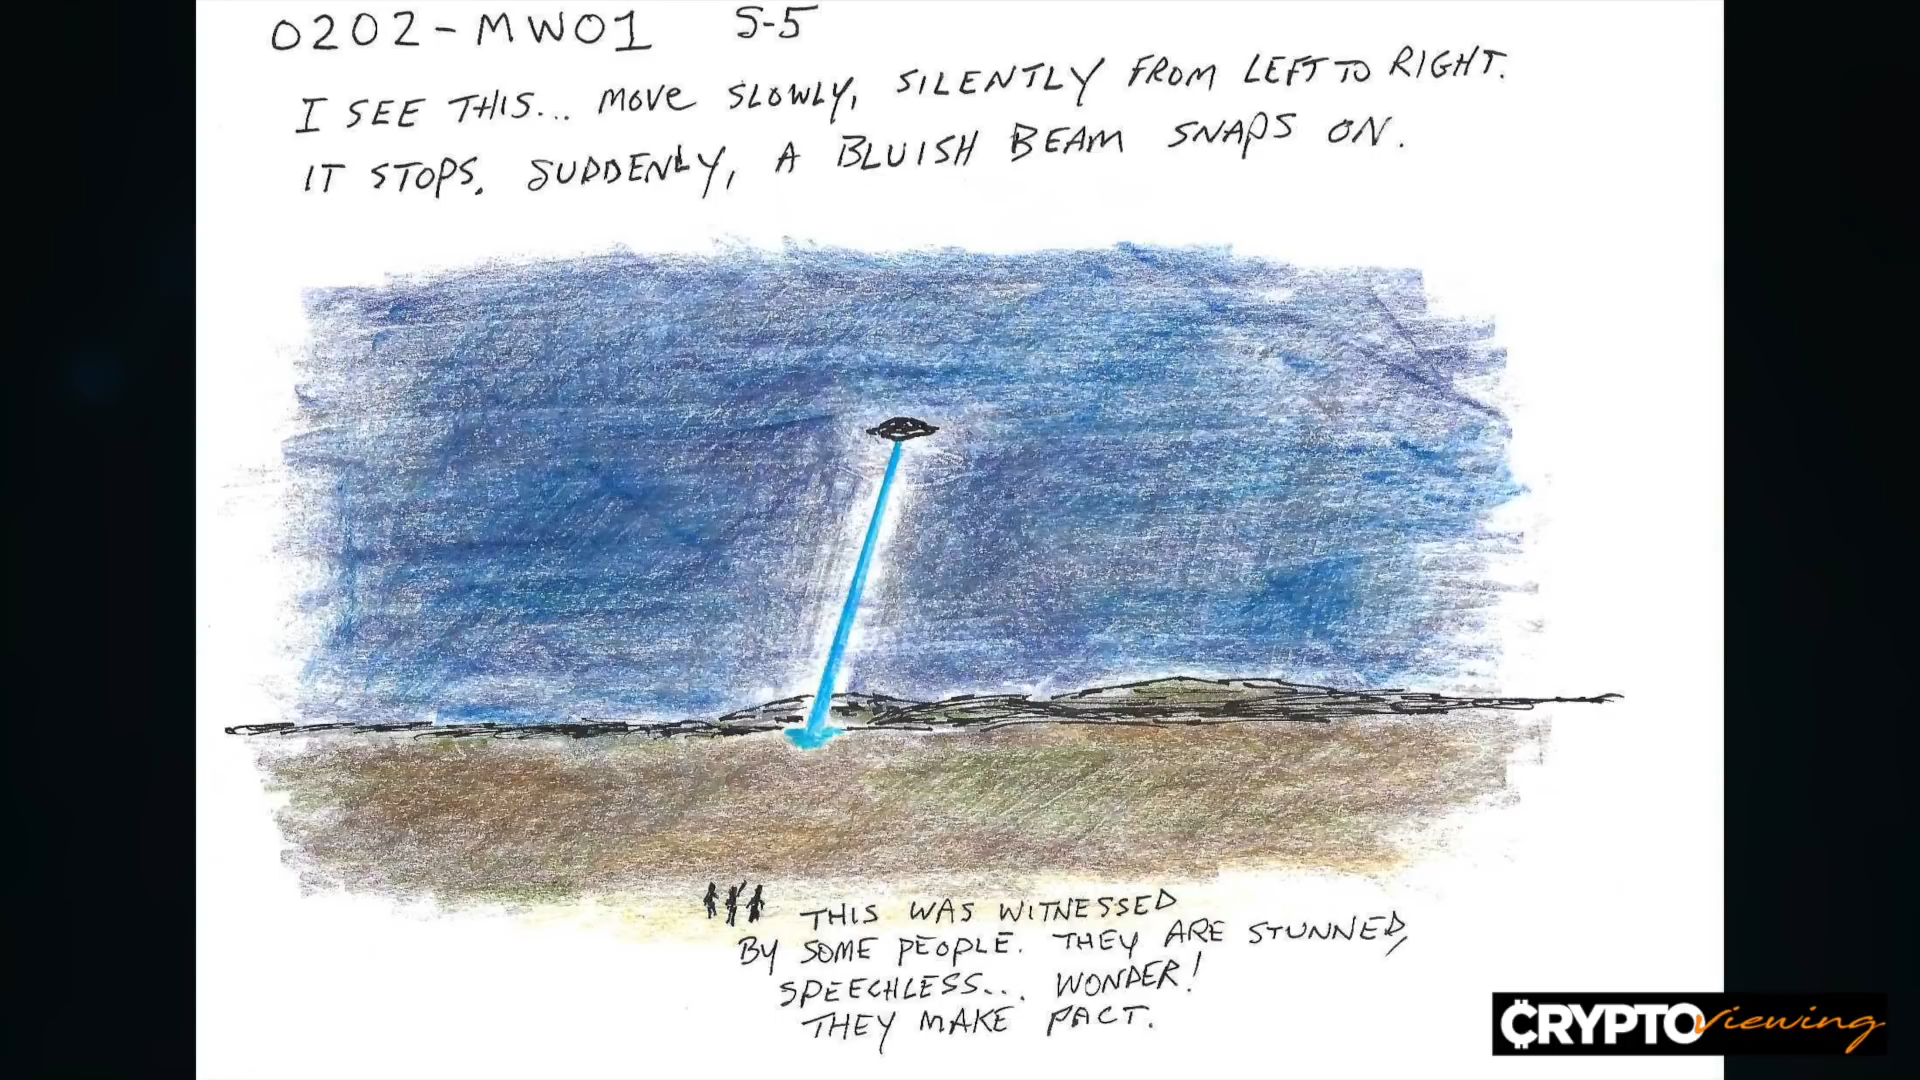 0202-MW01 S-5
I SEE THIS... MOVE SLOWLY, SILENTLY FROM LEFT TO RIGHT.
IT STOPS. SUDDENLY, A BLUISH BEAM SNAPS ON.
THIS WAS WITNESSED
BY SOME PEOPLE. THEY ARE STUNNED,
SPEECHLESS... WONDER!
THEY MAKE PACT.
CRYPTOViewing